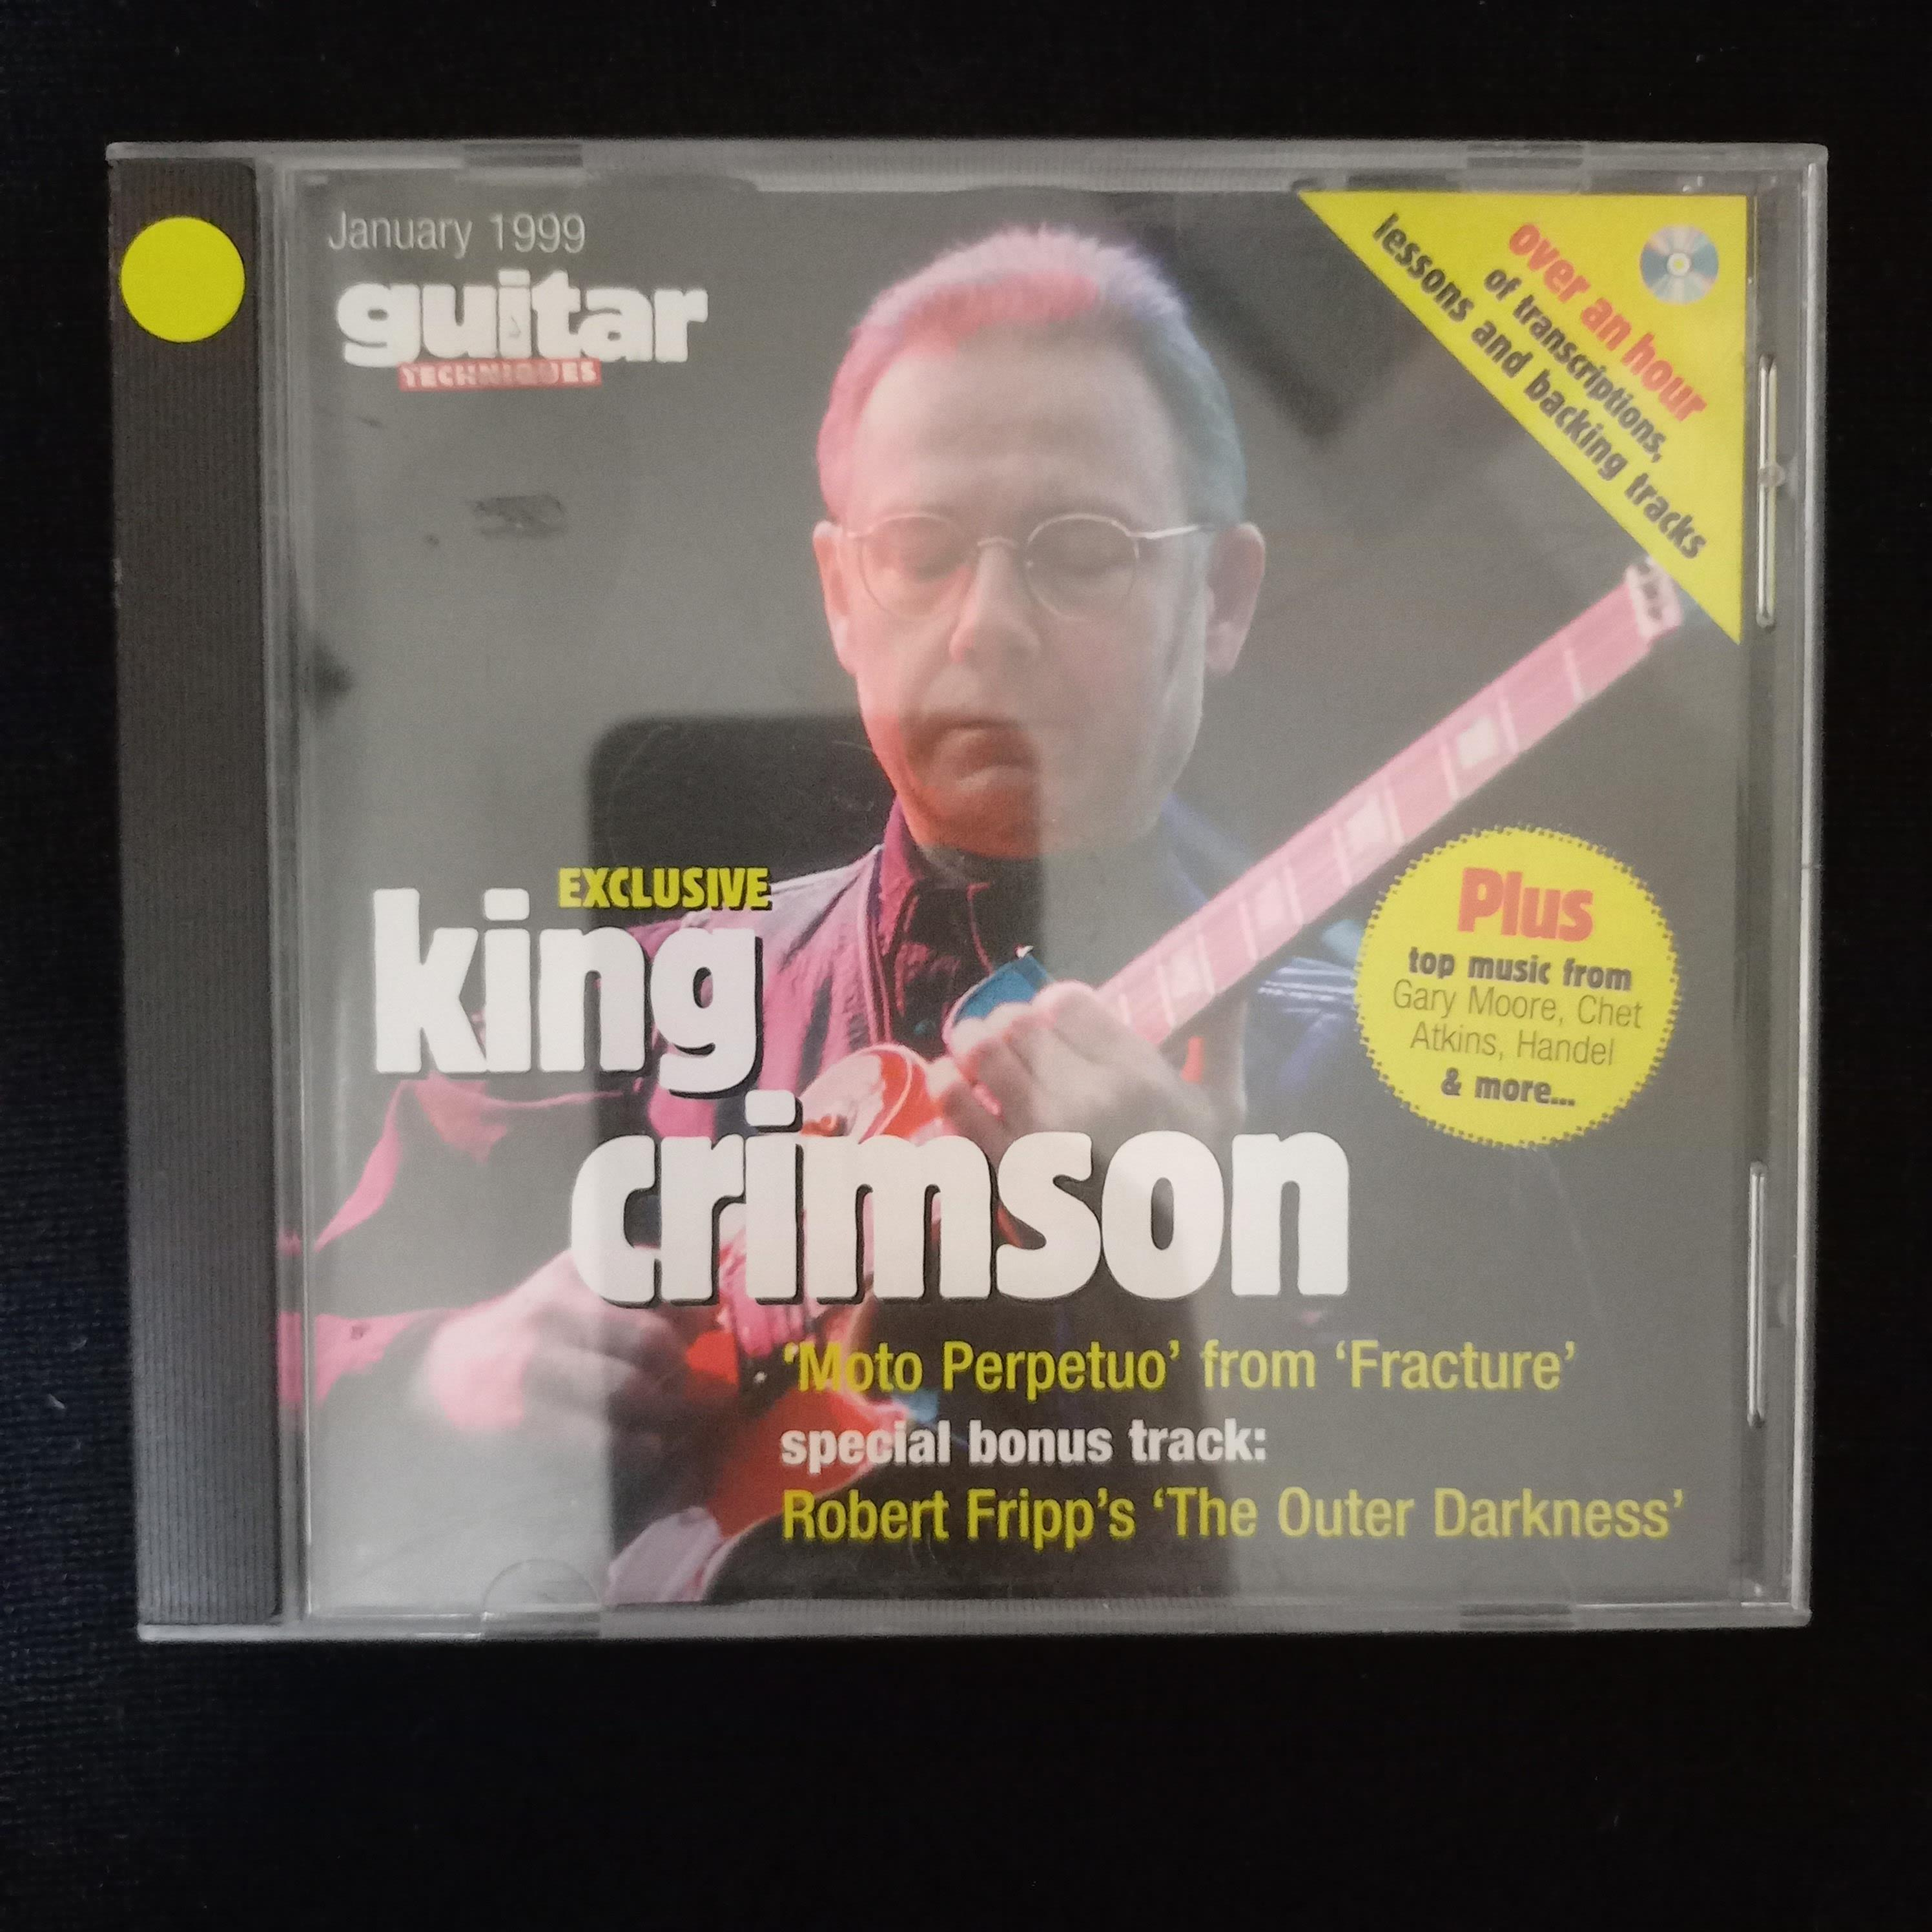 January 1999
guitar
TECHNIQUES
over an hour
of transcriptions,
lessons and backing tracks
EXCLUSIVE
king
crimson
Plus
top music from
Gary Moore, Chet
Atkins, Handel
& more...
‘Moto Perpetuo’ from ‘Fracture’
special bonus track:
Robert Fripp’s ‘The Outer Darkness’